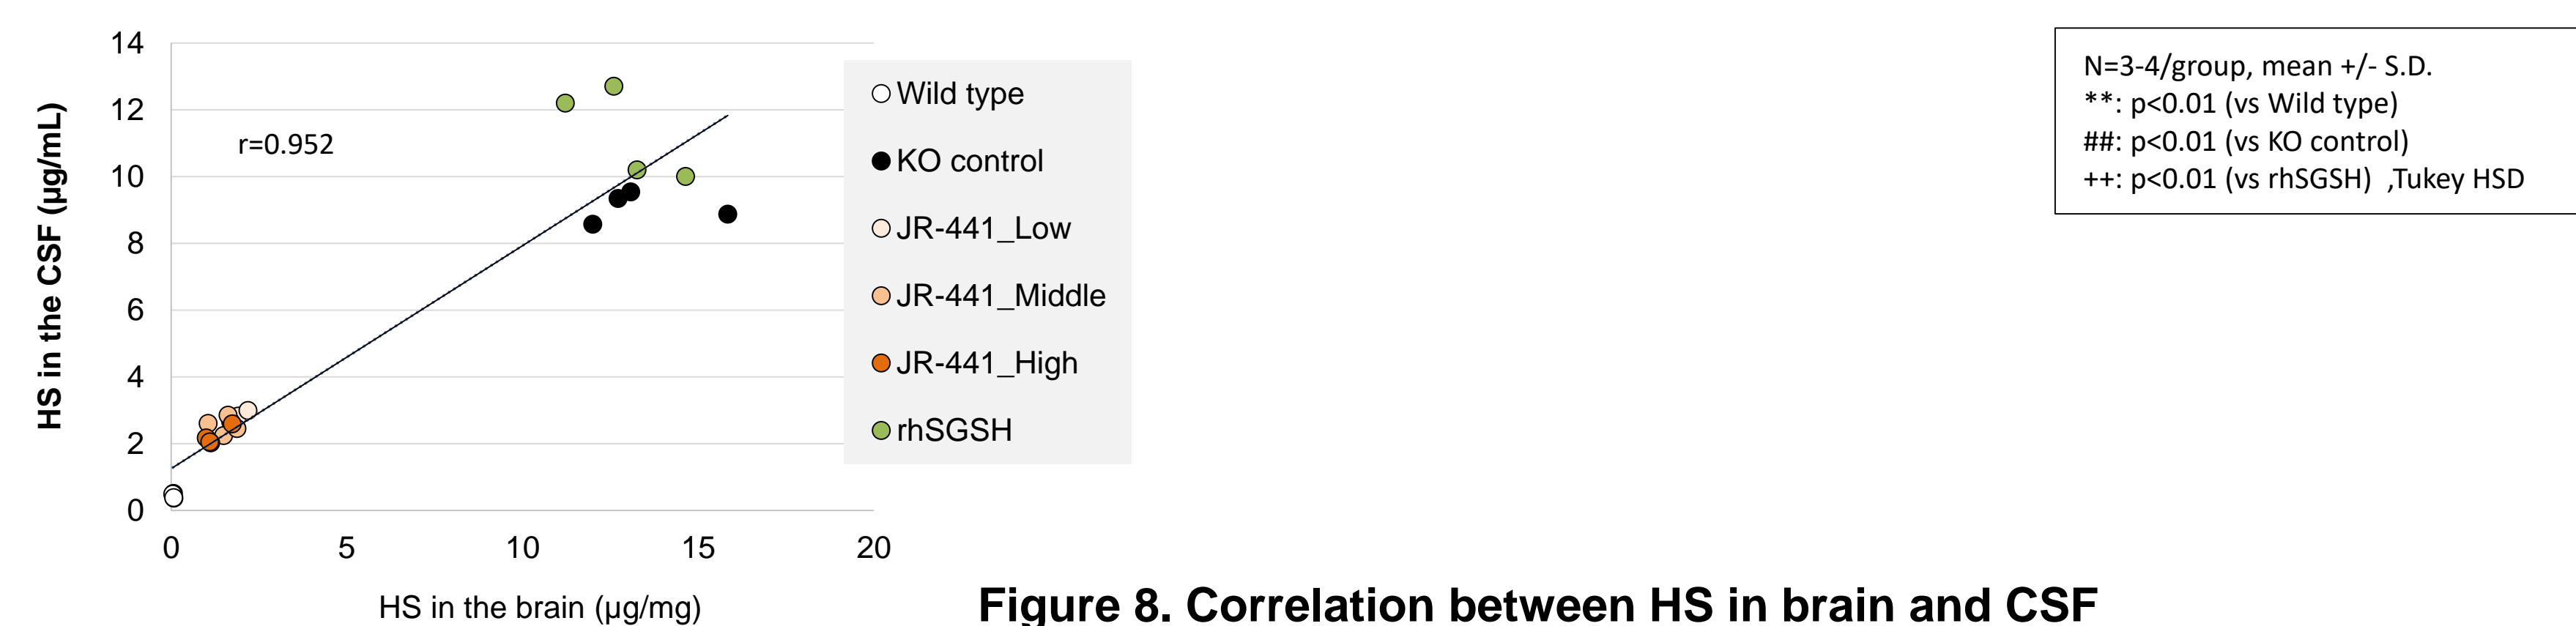 14
12
10
8
6
4
2
0
HS in the CSF (µg/mL)
r=0.952
0 5 10 15 20
HS in the brain (µg/mg)
Wild type
KO control
JR-441_Low
JR-441_Middle
JR-441_High
rhSGSH
N=3-4/group, mean +/- S.D.
**: p<0.01 (vs Wild type)
##: p<0.01 (vs KO control)
++: p<0.01 (vs rhSGSH) ,Tukey HSD
Figure 8. Correlation between HS in brain and CSF